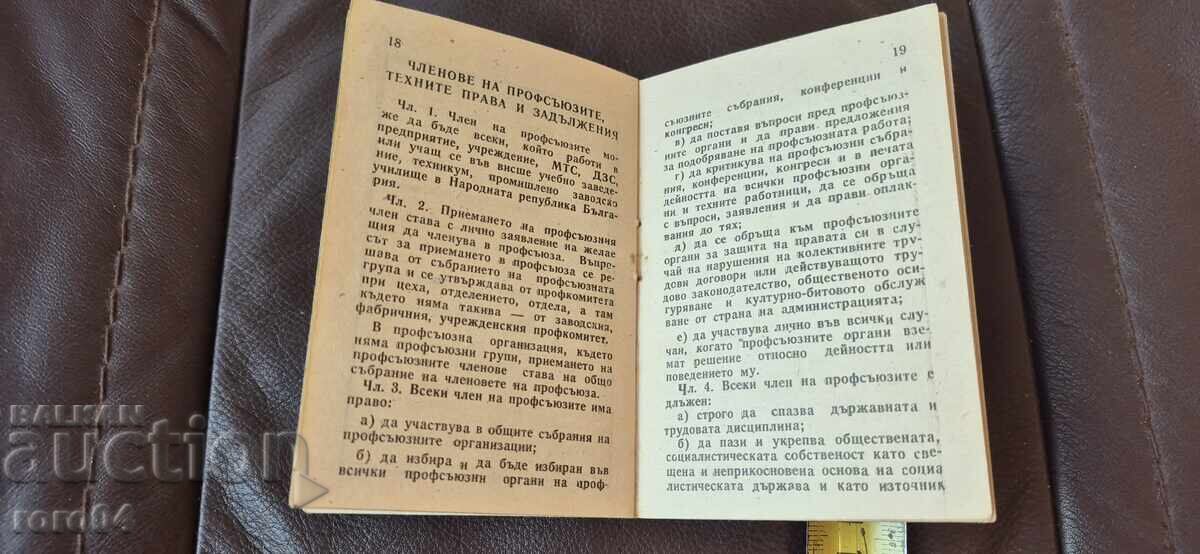 18
ЧЛЕНОВЕ НА ПРОФСЪЮЗИТЕ,
ТЕХНИТЕ ПРАВА И ЗАДЪЛЖЕНИЯ
Чл. 1. Член на профсъюзите мо-
же да бъде всеки, който работи в
предприятие, учреждение, МТС, ДЗС,
или учащ се във висше учебно заведе-
ние, техникум, промишлено заводско
училище в Народната република Бълга-
рия.
Чл. 2. Приемането на профсъюзния
член става с лично заявление на желае
щия да членува в профсъюза. Въпро-
сът за приемането в профсъюза се ре-
шава от събранието на профсъюзната
група и се утвърждава от профкомитега
при цеха, отделението, отдела, а там
където няма такива — от заводския,
фабричния, учрежденския профкомитет.
В профсъюзна организация, където
няма профсъюзни групи, приемането на
профсъюзните членове става на общо
събрание на членовете на профсъюза.
Чл. 3. Всеки член на профсъюзите има
право:
а) да участвува в общите събрания на
профсъюзните организации;
б) да избира и да бъде избиран във
всички профсъюзни органи на проф-
19
съюзните събрания, конференции и
конгреси;
в) да поставя въпроси пред профсъюз-
ните органи и да прави предложения
за подобряване на профсъюзната работа;
г) да критикува на профсъюзни събра-
ния, конференции, конгреси и в печата
дейността на всички профсъюзни орга-
ни и техните работници, да се обръща
с въпроси, заявления и да прави оплак-
вания до тях;
д) да се обръща към профсъюзните
органи за защита на правата си в слу-
чай на нарушения на колективните тру-
дови договори или действуващото тру-
дово законодателство, общественото оси-
гуряване и културно-битовото обслуж
ване от страна на администрацията;
е) да участвува лично във всички слу-
чаи, когато профсъюзните органи взе-
мат решение относно дейността или
поведението му.
Чл. 4. Всеки член на профсъюзите е
длъжен:
а) строго да спазва държавната и
трудовата дисциплина;
б) да пази и укрепва обществената,
социалистическата собственост като све-
щена и неприкосновена основа на социа
листическата държава и като източник
BALKAN
auction
roro94